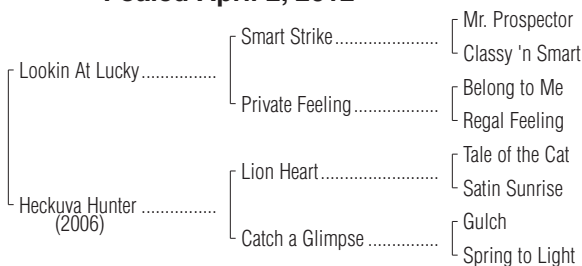 Foaled April 2, 2012
Mr. Prospector
Smart Strike
Classy 'n Smart
Lookin At Lucky
Belong to Me
Private Feeling
Regal Feeling
Tale of the Cat
Lion Heart
Satin Sunrise
Heckuva Hunter
(2006)
Gulch
Catch a Glimpse
Spring to Light